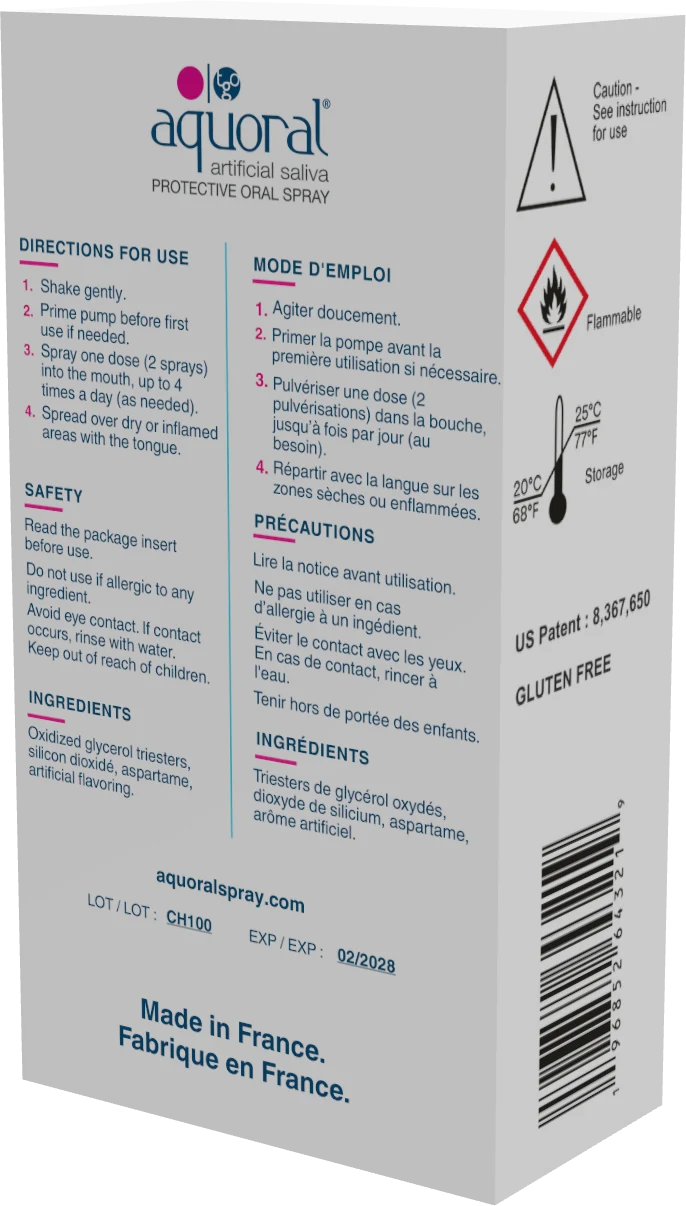 tgo
aquoral®
artificial saliva
PROTECTIVE ORAL SPRAY
DIRECTIONS FOR USE
1. Shake gently.
2. Prime pump before first
use if needed.
3. Spray one dose (2 sprays)
into the mouth, up to 4
times a day (as needed).
4. Spread over dry or inflamed
areas with the tongue.
SAFETY
Read the package insert
before use.
Do not use if allergic to any
ingredient.
Avoid eye contact. If contact
occurs, rinse with water.
Keep out of reach of children.
INGREDIENTS
Oxidized glycerol triesters,
silicon dioxidé, aspartame,
artificial flavoring.
MODE D'EMPLOI
1. Agiter doucement.
2. Primer la pompe avant la
première utilisation si nécessaire.
3. Pulvériser une dose (2
pulvérisations) dans la bouche,
jusqu'à fois par jour (au
besoin).
4. Répartir avec la langue sur les
zones sèches ou enflammées.
PRÉCAUTIONS
Lire la notice avant utilisation.
Ne pas utiliser en cas
d'allergie à un ingédient.
Éviter le contact avec les yeux.
En cas de contact, rincer à
l'eau.
Tenir hors de portée des enfants.
INGRÉDIENTS
Triesters de glycérol oxydés,
dioxyde de silicium, aspartame,
arôme artificiel.
aquoralspray.com
LOT / LOT : CH100
EXP / EXP : 02/2028
Made in France.
Fabrique en France.
Caution -
See instruction
for use
Flammable
25°C
77°F
20°C
68°F
Storage
US Patent : 8,367,650
GLUTEN FREE
1 96852 64321 9